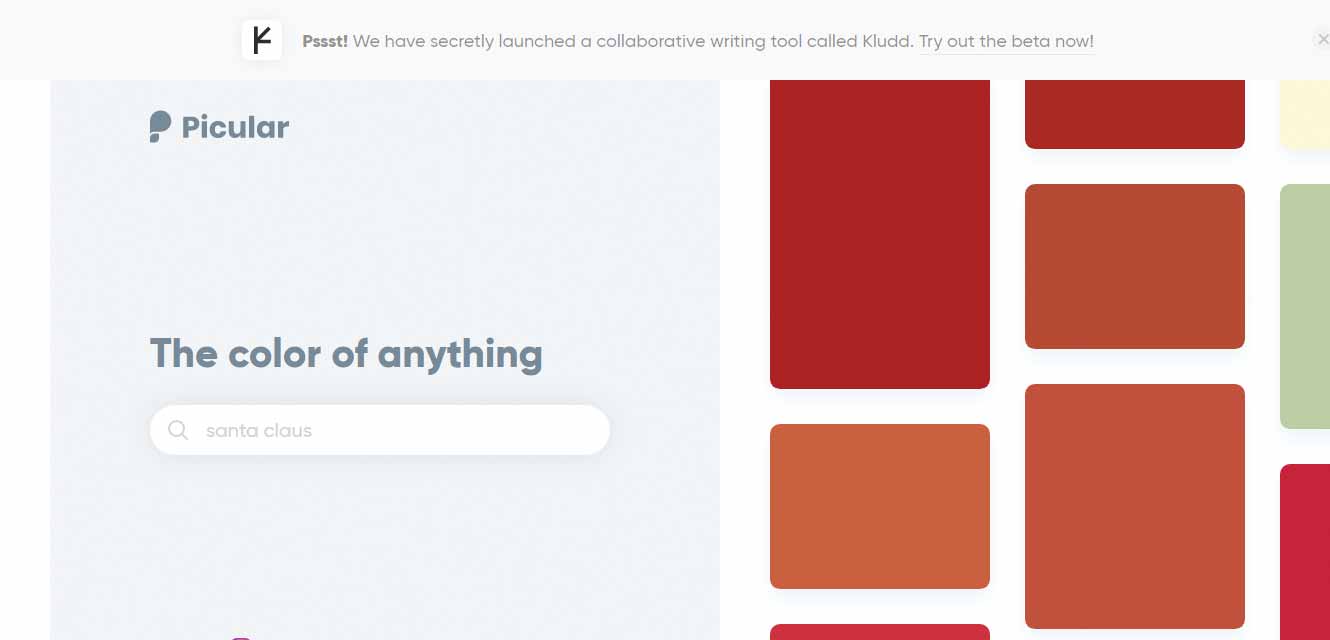 Pssst! We have secretly launched a collaborative writing tool called Kludd. Try out the beta now!
Picular
The color of anything
santa claus